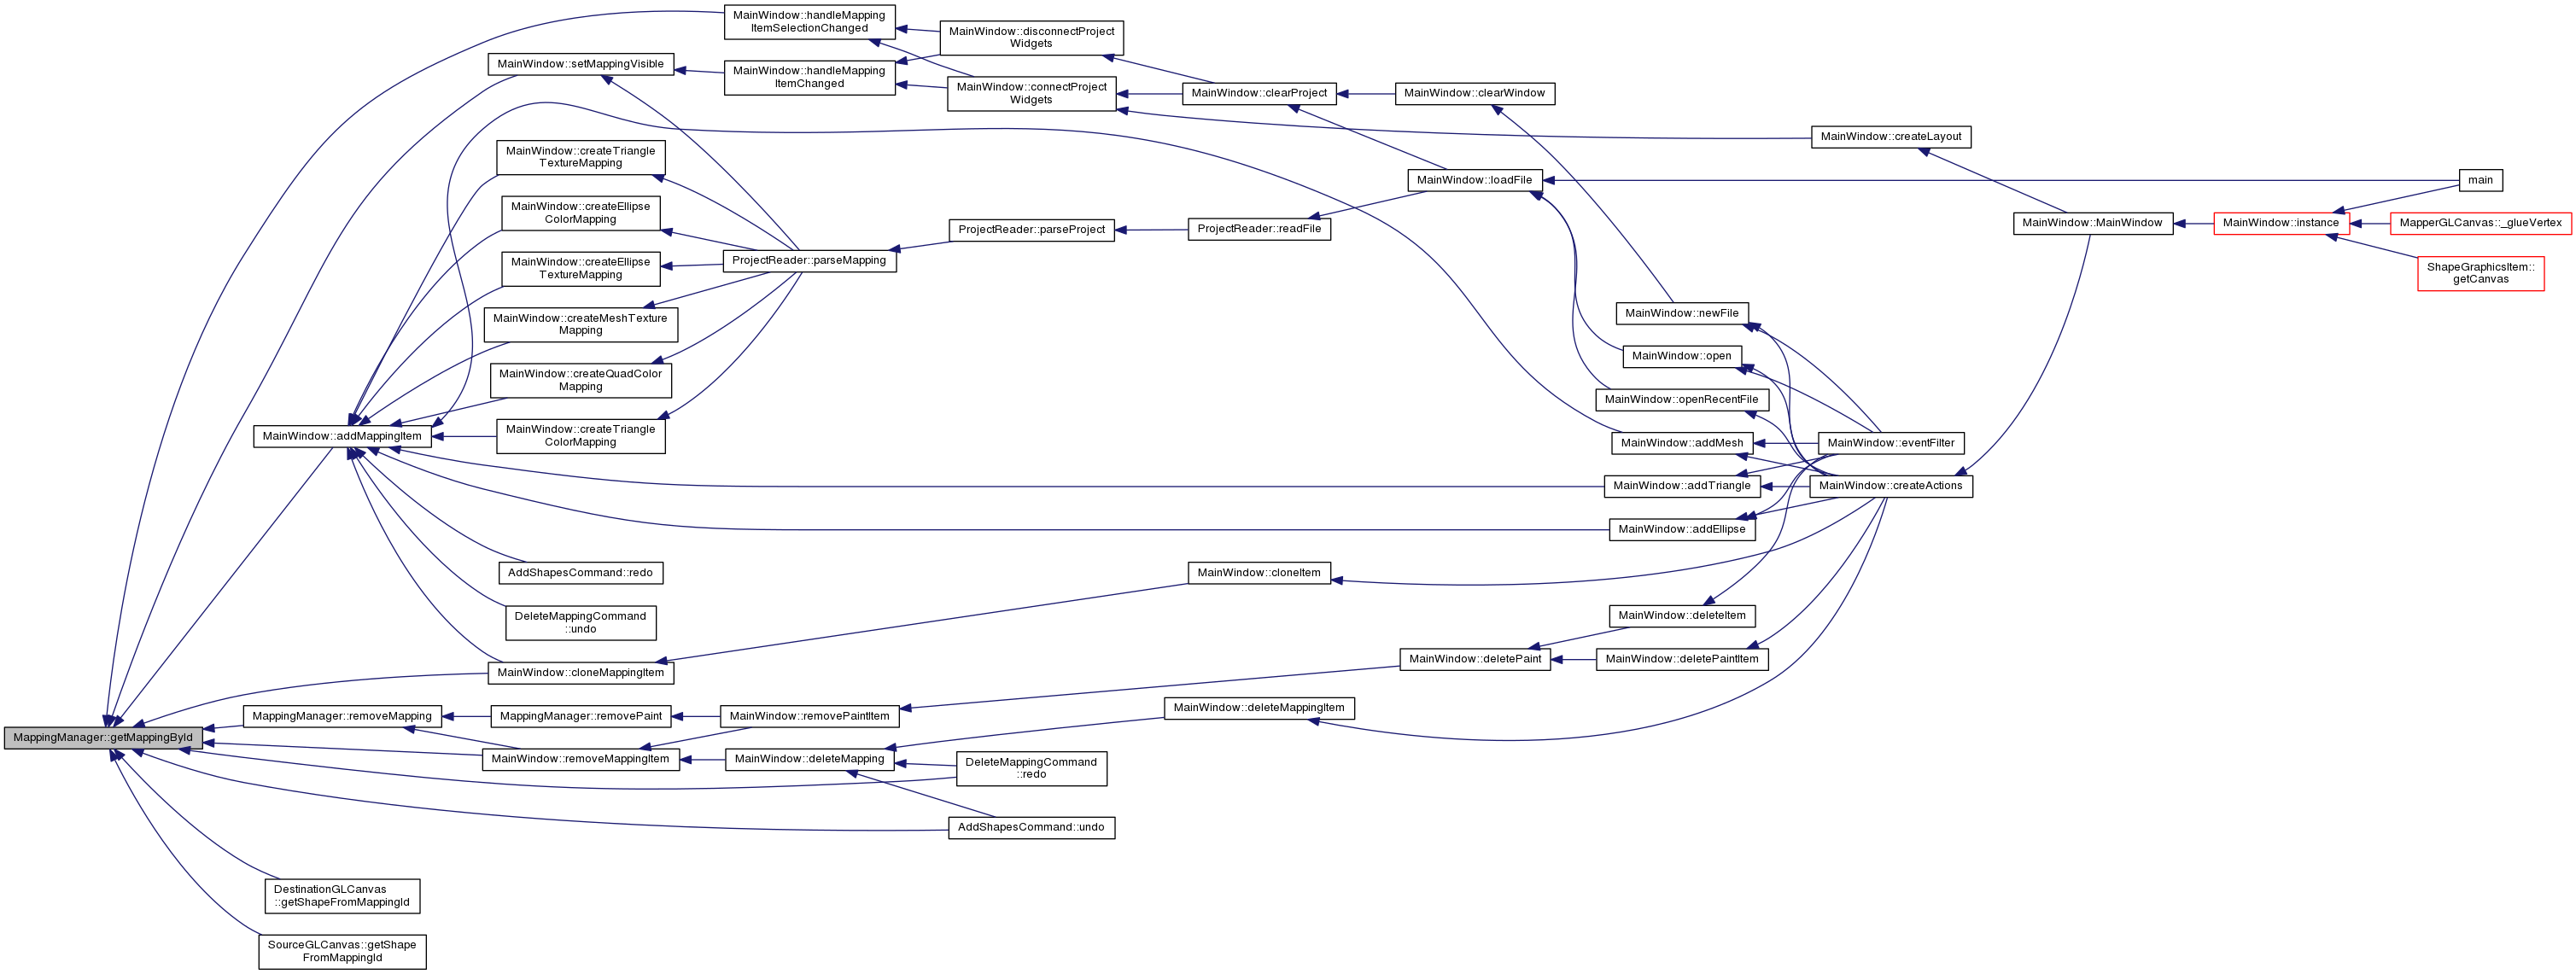 MainWindow::handleMapping
ItemSelectionChanged
MainWindow::disconnectProject
Widgets
MainWindow::setMappingVisible
MainWindow::handleMapping
ItemChanged
MainWindow::connectProject
Widgets
MainWindow::clearProject
MainWindow::clearWindow
MainWindow::createLayout
MainWindow::createTriangle
TextureMapping
MainWindow::loadFile
main
MainWindow::createEllipse
ColorMapping
ProjectReader::parseProject
ProjectReader::readFile
MainWindow::MainWindow
MainWindow::instance
MapperGLCanvas::_glueVertex
ProjectReader::parseMapping
MainWindow::createEllipse
TextureMapping
ShapeGraphicsItem::
getCanvas
MainWindow::createMeshTexture
Mapping
MainWindow::newFile
MainWindow::open
MainWindow::createQuadColor
Mapping
MainWindow::openRecentFile
MainWindow::addMappingItem
MainWindow::createTriangle
ColorMapping
MainWindow::addMesh
MainWindow::eventFilter
MainWindow::addTriangle
MainWindow::createActions
MainWindow::addEllipse
AddShapesCommand::redo
MainWindow::cloneItem
DeleteMappingCommand
::undo
MainWindow::deleteItem
MainWindow::cloneMappingItem
MainWindow::deletePaint
MainWindow::deletePaintItem
MappingManager::removeMapping
MappingManager::removePaint
MainWindow::removePaintItem
MainWindow::deleteMappingItem
MappingManager::getMappingById
MainWindow::removeMappingItem
MainWindow::deleteMapping
DeleteMappingCommand
::redo
AddShapesCommand::undo
DestinationGLCanvas
::getShapeFromMappingId
SourceGLCanvas::getShape
FromMappingId